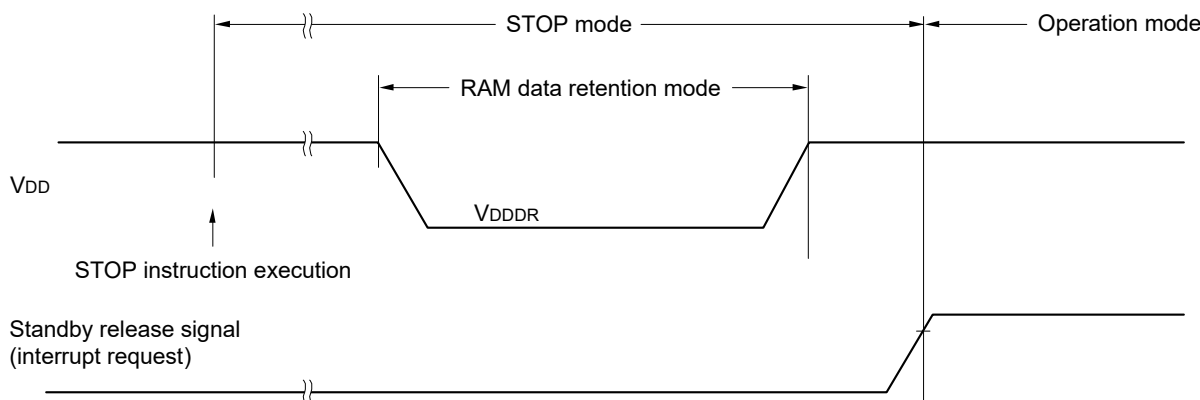 STOP mode
Operation mode
RAM data retention mode
VDD
VDDDR
STOP instruction execution
Standby release signal
(interrupt request)